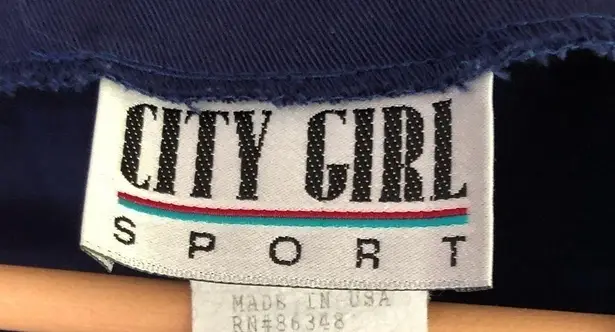 CITY GIRL
SPORT
MADE IN USA
RN#86348